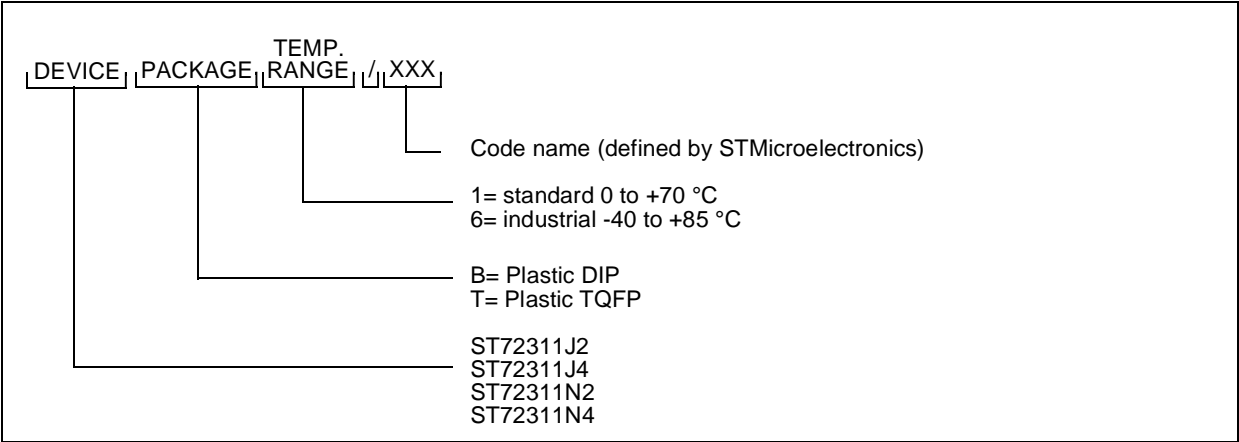 TEMP.
DEVICE PACKAGE RANGE / XXX
Code name (defined by STMicroelectronics)
1= standard 0 to +70 °C
6= industrial -40 to +85 °C
B= Plastic DIP
T= Plastic TQFP
ST72311J2
ST72311J4
ST72311N2
ST72311N4